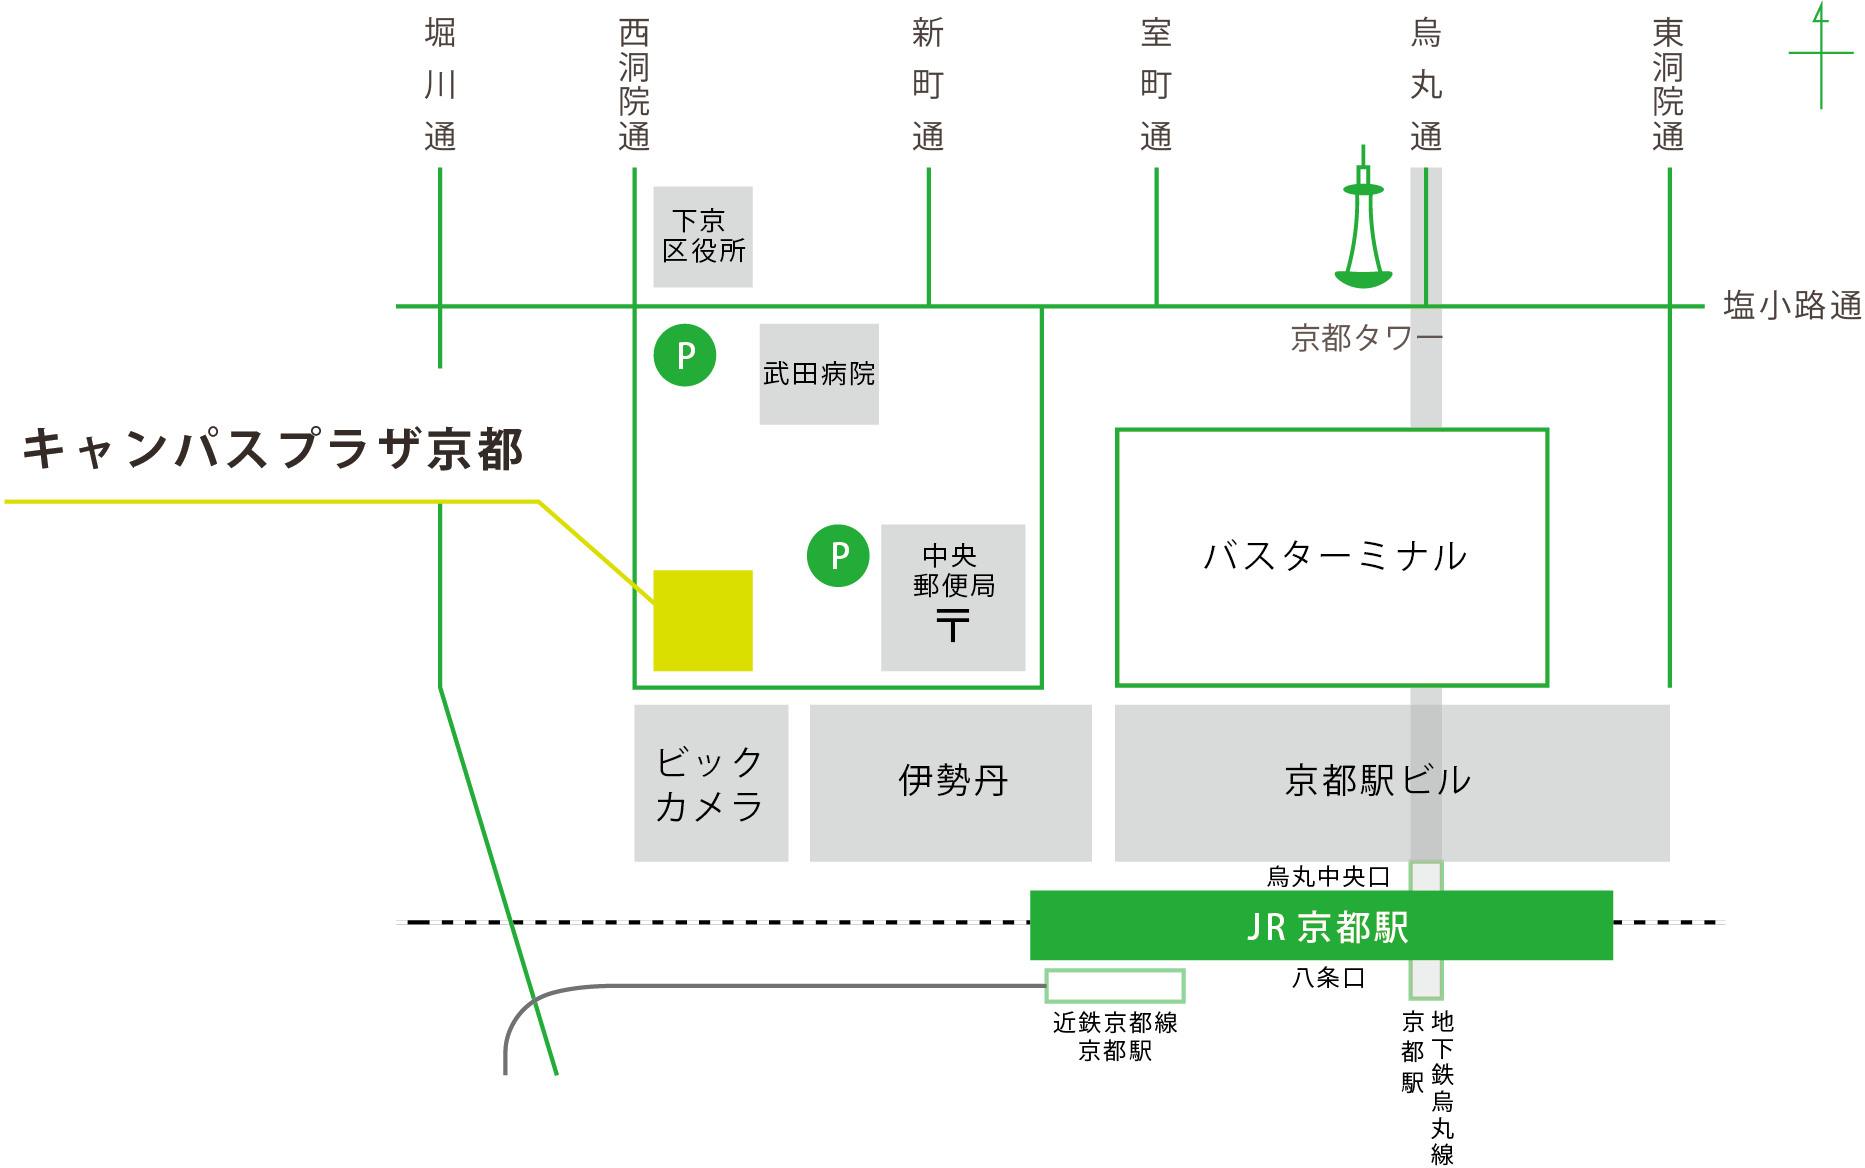 堀川通
西洞院通
新町通
室町通
烏丸通
東洞院通
下京
区役所
塩小路通
京都タワー
P
武田病院
キャンパスプラザ京都
P
中央
郵便局
〒
バスターミナル
ビック
カメラ
伊勢丹
京都駅ビル
烏丸中央口
JR 京都駅
八条口
近鉄京都線
京都駅
地下鉄烏丸線
京都駅